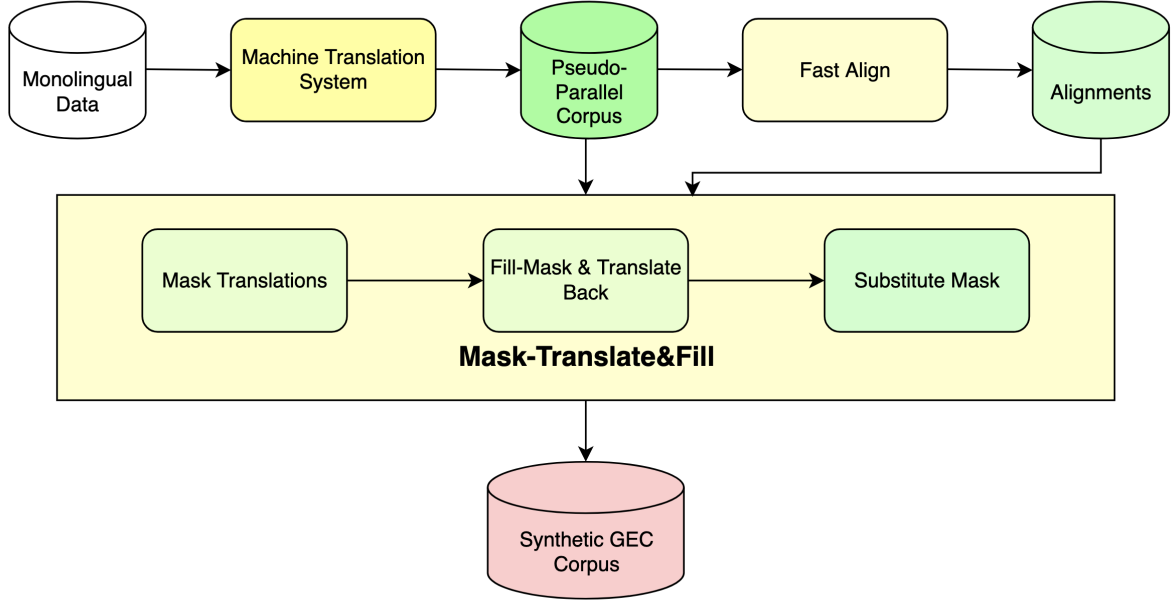 Monolingual
Data
Machine Translation
System
Pseudo-
Parallel
Corpus
Fast Align
Alignments
Mask Translations
Fill-Mask & Translate
Back
Substitute Mask
Mask-Translate&Fill
Synthetic GEC
Corpus